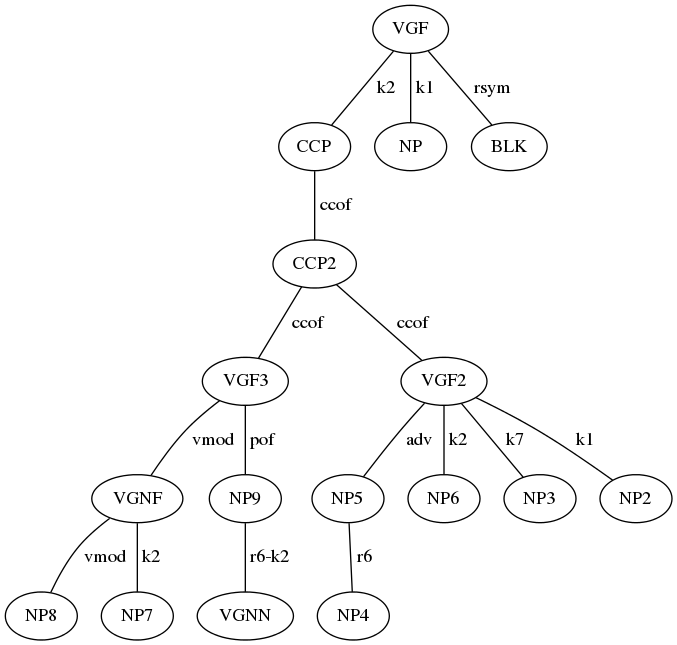 VGF
k2 k1 rsym
CCP NP BLK
ccof
CCP2
ccof ccof
VGF3 VGF2
vmod pof adv k2 k7 k1
VGNF NP9 NP5 NP6 NP3 NP2
vmod k2 r6-k2 r6
NP8 NP7 VGNN NP4